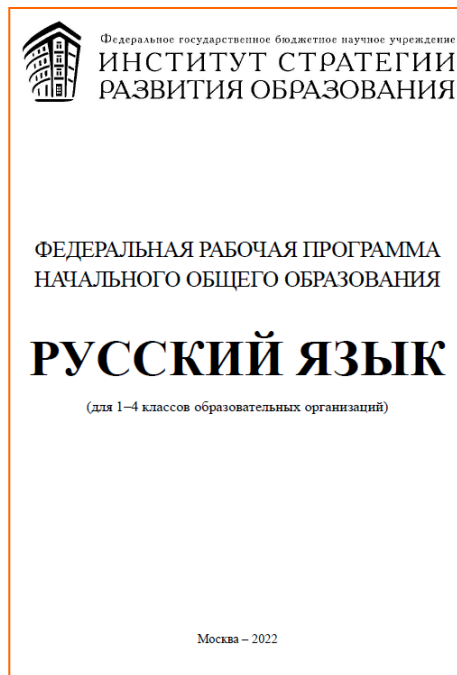 Федеральное государственное бюджетное научное учреждение
ИНСТИТУТ СТРАТЕГИИ
РАЗВИТИЯ ОБРАЗОВАНИЯ
ФЕДЕРАЛЬНАЯ РАБОЧАЯ ПРОГРАММА
НАЧАЛЬНОГО ОБЩЕГО ОБРАЗОВАНИЯ
РУССКИЙ ЯЗЫК
(для 1–4 классов образовательных организаций)
Москва – 2022